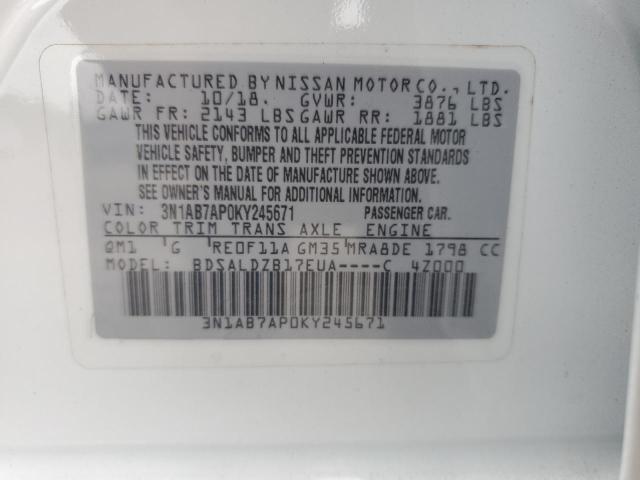 MANUFACTURED BY NISSAN MOTOR CO., LTD.
DATE: 10/18. GVWR: 3876 LBS
GAWR FR: 2143 LBS GAWR RR: 1881 LBS
THIS VEHICLE CONFORMS TO ALL APPLICABLE FEDERAL MOTOR
VEHICLE SAFETY, BUMPER AND THEFT PREVENTION STANDARDS
IN EFFECT ON THE DATE OF MANUFACTURE SHOWN ABOVE.
SEE OWNER'S MANUAL FOR ADDITIONAL INFORMATION.
VIN: 3N1AB7AP0KY245671 PASSENGER CAR.
COLOR TRIM TRANS AXLE ENGINE
QM1 G RE0F11A GM35 MRA8DE 1798 CC
MODEL: BDSALDZB17EUA----C 4Z000
3N1AB7AP0KY245671